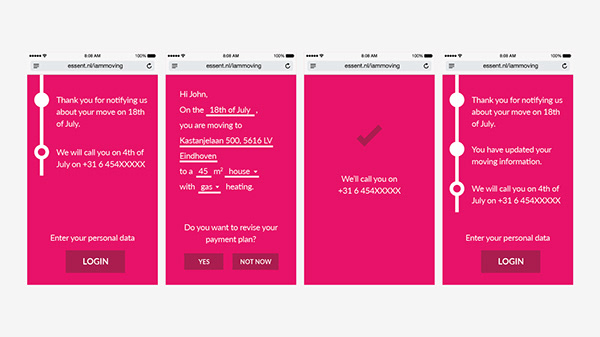 8:08 AM
100%
essent.nl/iammoving
Thank you for notifying us
about your move on 18th
of July.
We will call you on 4th of
July on +31 6 454XXXXX
Enter your personal data
LOGIN
8:08 AM
100%
essent.nl/iammoving
Hi John,
On the 18th of July ,
you are moving to
Kastanjelaan 500, 5616 LV
Eindhoven
to a 45 m² house
with gas heating.
Do you want to revise your
payment plan?
YES NOT NOW
8:08 AM
100%
essent.nl/iammoving
We'll call you on
+31 6 454XXXXX
8:08 AM
100%
essent.nl/iammoving
Thank you for notifying us
about your move on 18th
of July.
You have updated your
moving information.
We will call you on 4th of
July on +31 6 454XXXXX
Enter your personal data
LOGIN